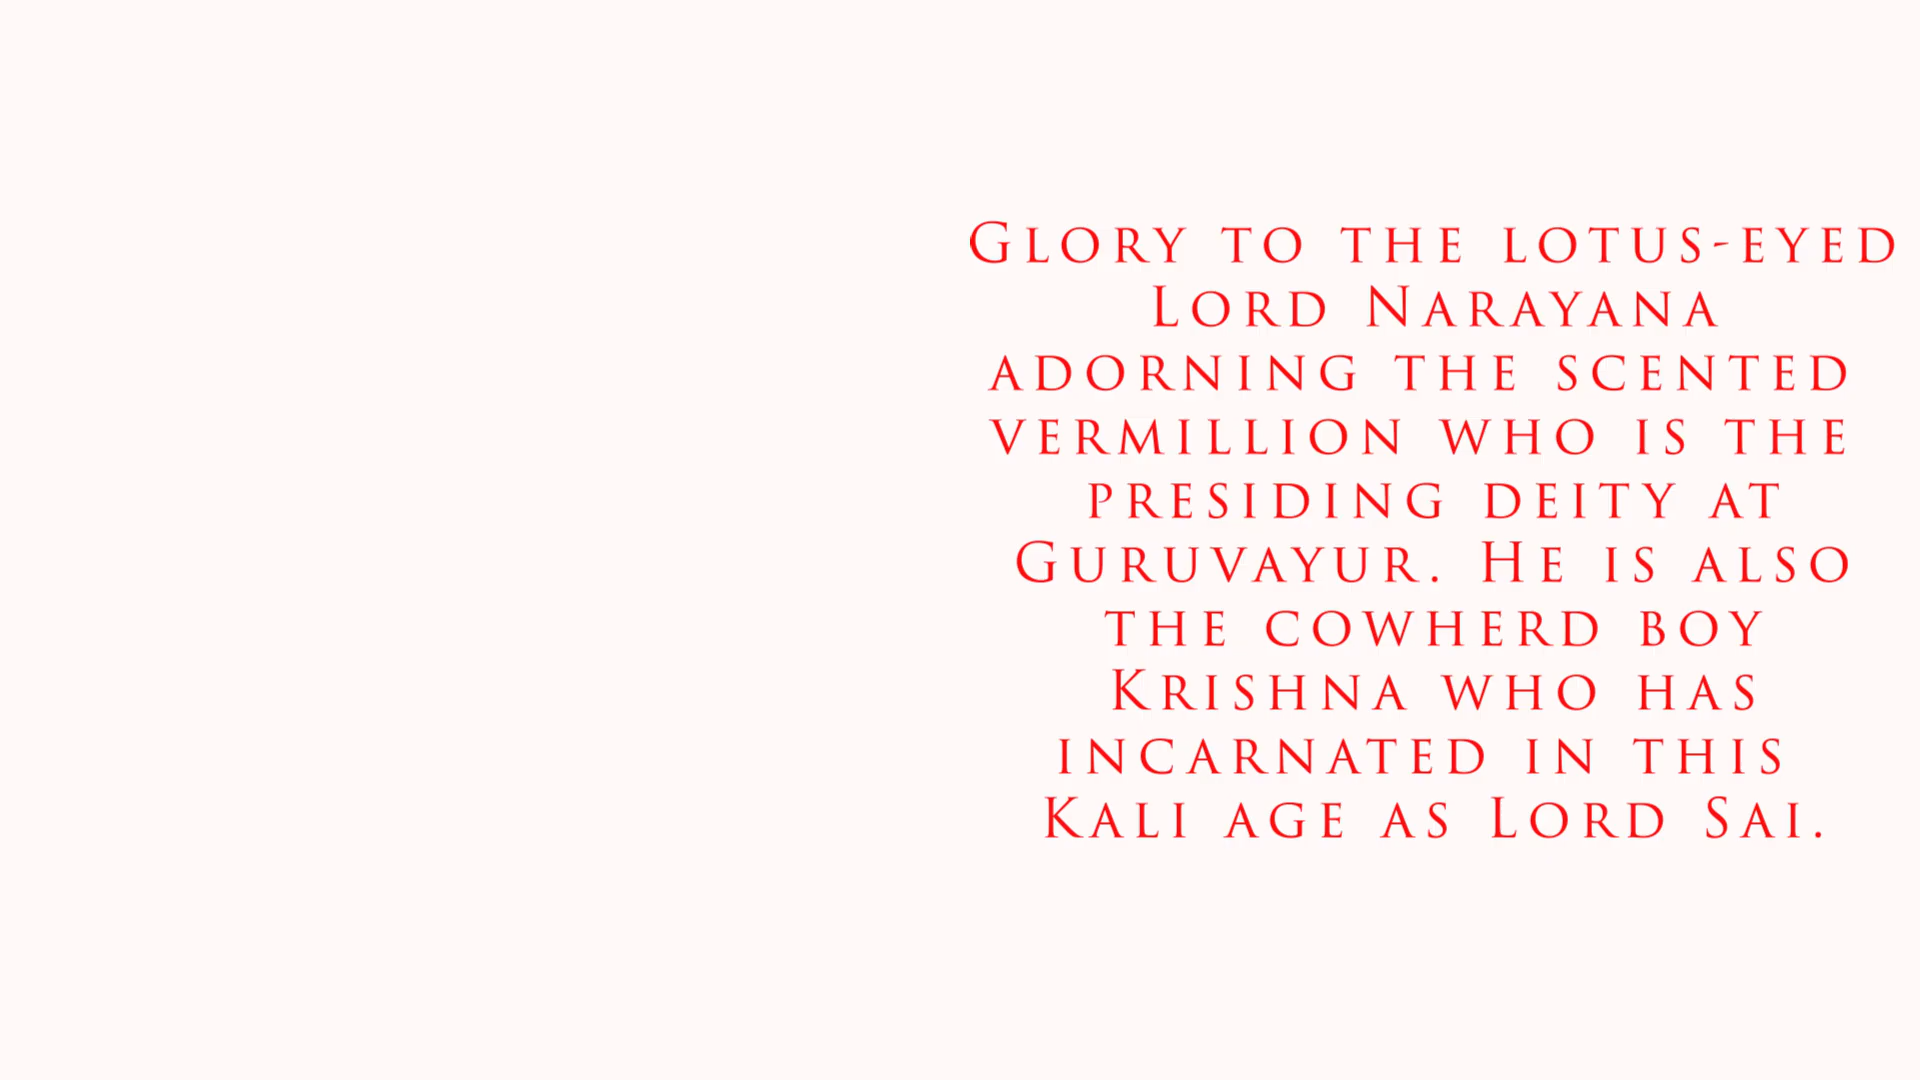 Glory to the lotus-eyed
Lord Narayana
adorning the scented
vermillion who is the
presiding deity at
Guruvayur. He is also
the cowherd boy
Krishna who has
incarnated in this
Kali age as Lord Sai.